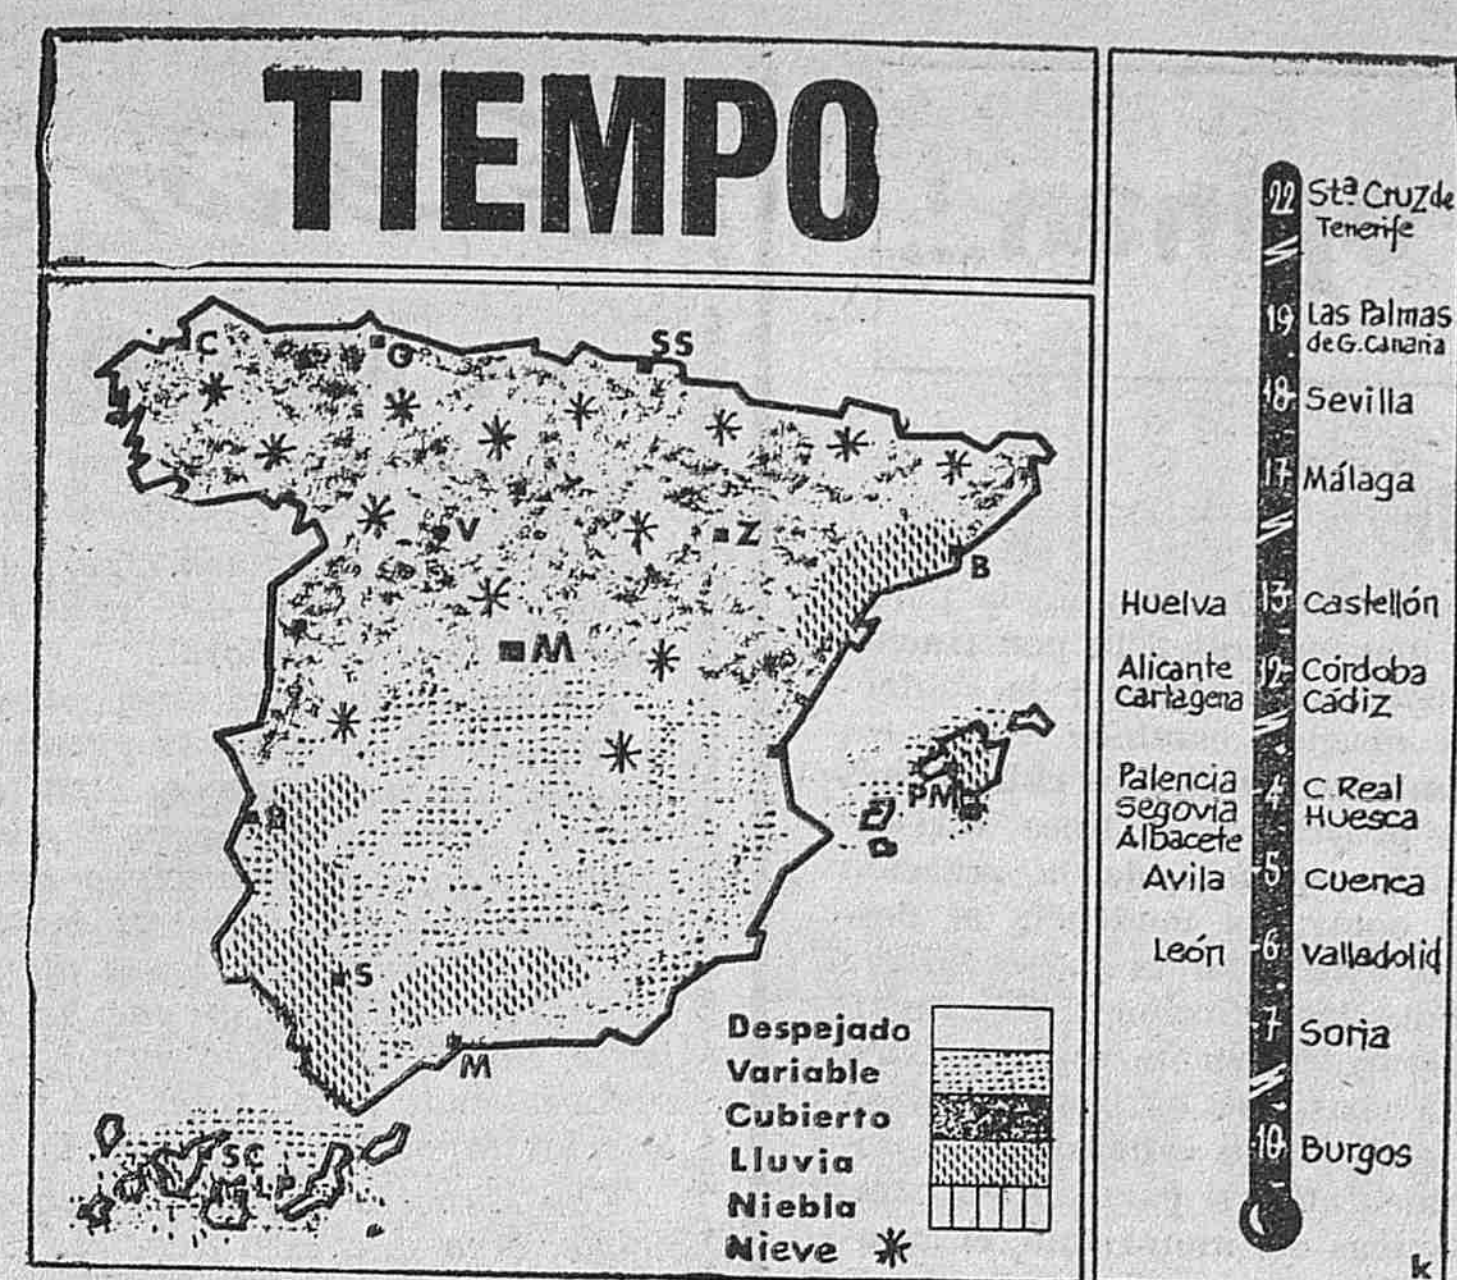 TIEMPO
C
O
SS
V
Z
B
M
PM
S
M
SC
LP
Despejado
Variable
Cubierto
Lluvia
Niebla
Nieve
22 Stª Cruz de
Tenerife
19 Las Palmas
de G. Canaria
18 Sevilla
17 Málaga
Huelva 13 Castellón
Alicante 12 Córdoba
Cartagena Cádiz
Palencia -4 C. Real
Segovia Huesca
Albacete
Avila -5 Cuenca
León -6 Valladolid
-7 Soria
-10 Burgos
k